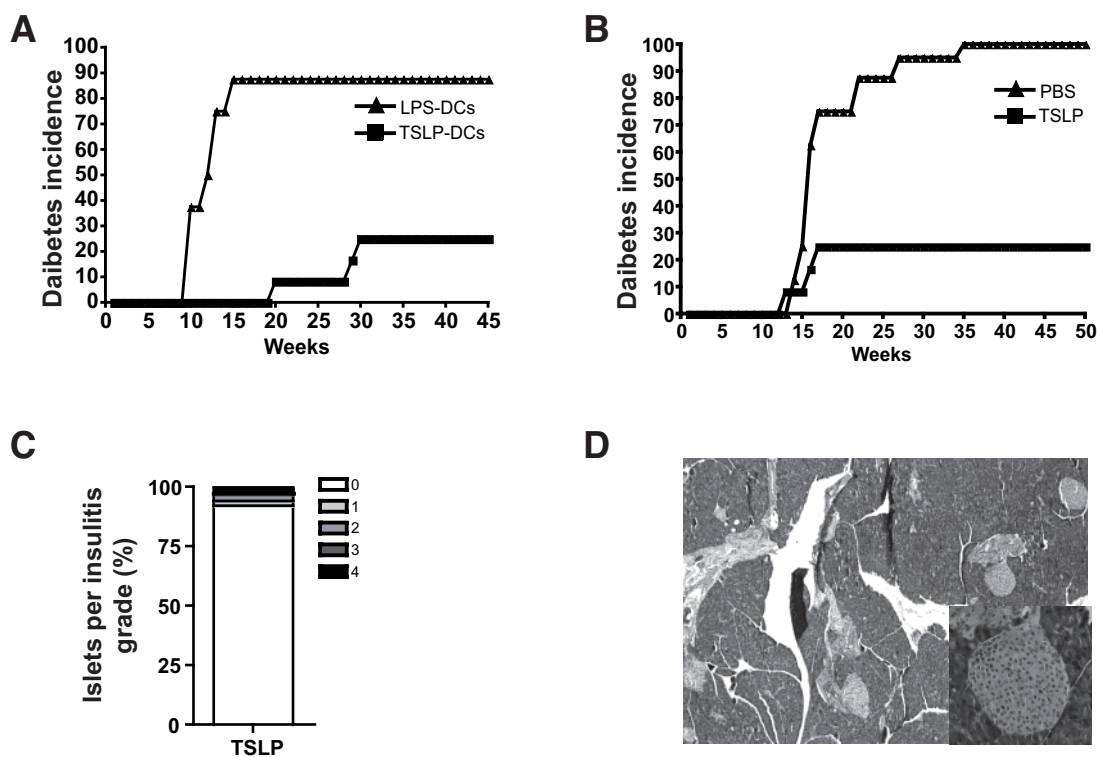 A
Daibetes incidence
100
90
80
70
60
50
40
30
20
10
0
0 5 10 15 20 25 30 35 40 45
Weeks
LPS-DCs
TSLP-DCs
B
Daibetes incidence
100
90
80
70
60
50
40
30
20
10
0
0 5 10 15 20 25 30 35 40 45 50
Weeks
PBS
TSLP
C
Islets per insulitis
grade (%)
100
75
50
25
0
TSLP
0
1
2
3
4
D